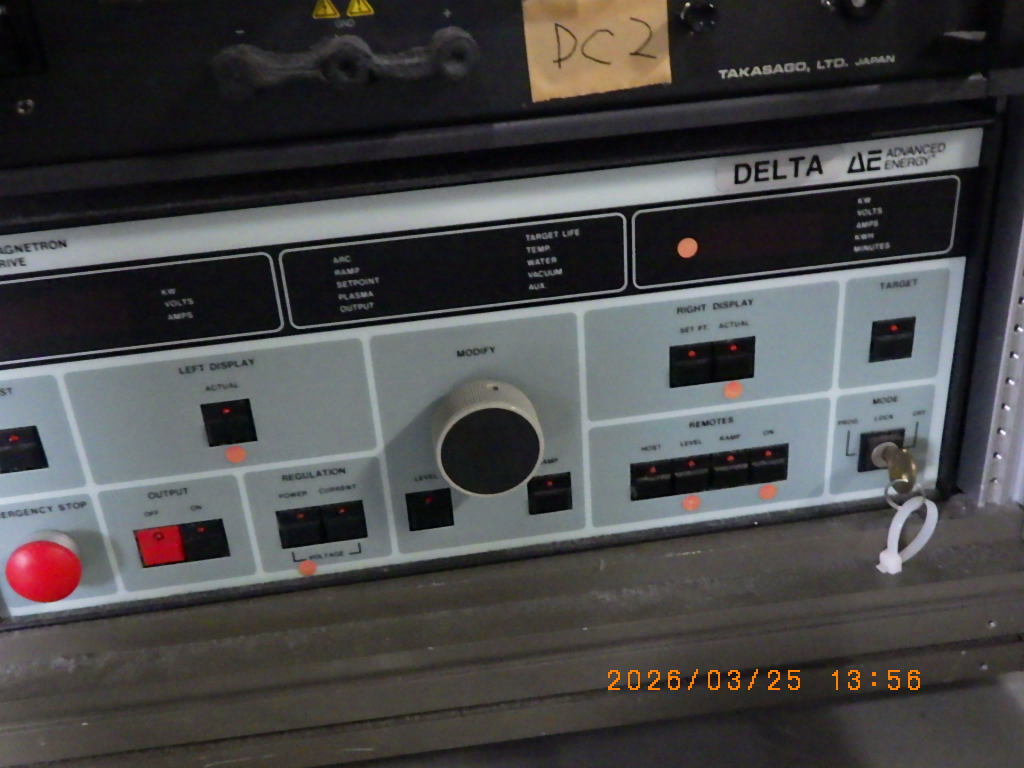 GND
-
+
DC2
TAKASAGO, LTD. JAPAN
DELTA
ADVANCED
ENERGY
AGNETRON
RIVE
KW
VOLTS
AMPS
ARC
RAMP
SETPOINT
PLASMA
OUTPUT
TARGET LIFE
TEMP.
WATER
VACUUM
AUX.
KW
VOLTS
AMPS
KWH
MINUTES
ST
LEFT DISPLAY
ACTUAL
MODIFY
LEVEL
AMP
RIGHT DISPLAY
SET PT.
ACTUAL
TARGET
ERGENCY STOP
OUTPUT
OFF
ON
REGULATION
POWER
CURRENT
VOLTAGE
REMOTES
HOST
LEVEL
RAMP
ON
MODE
PROG
LOCK
OFF
2026/03/25 13:56